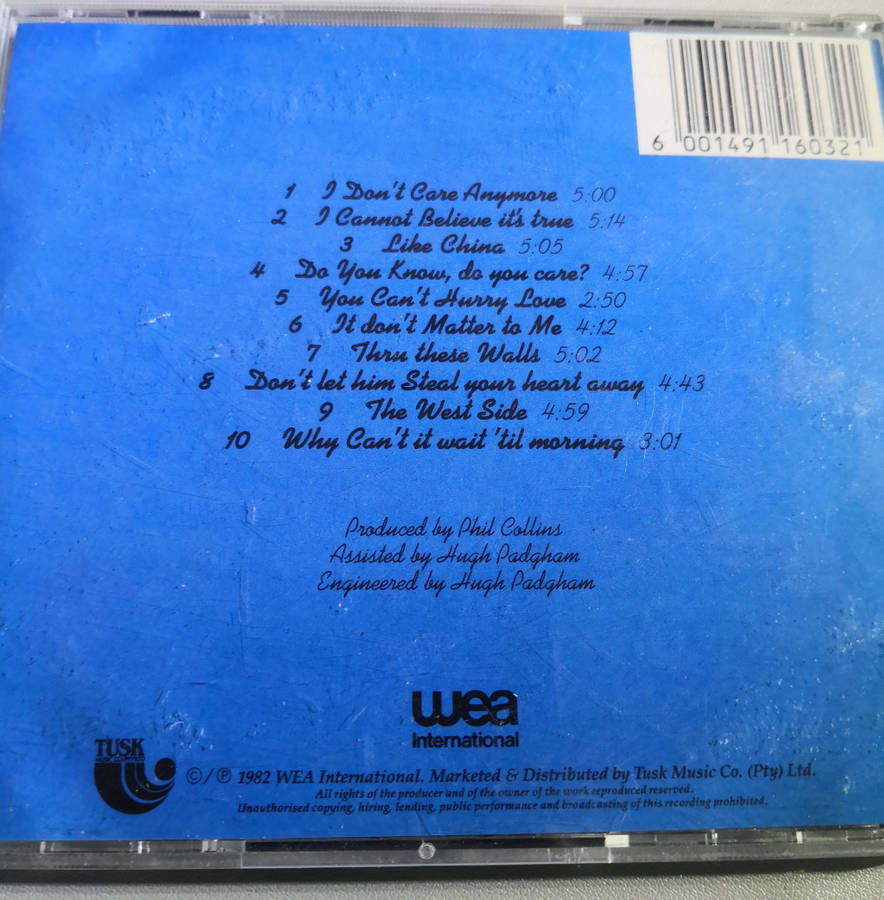 6 001491 160321
1 I Don't Care Anymore 5:00
2 I Cannot Believe it's true 5:14
3 Like China 5:05
4 Do You Know, do you care? 4:57
5 You Can't Hurry Love 2:50
6 It don't Matter to Me 4:12
7 Thru these Walls 5:02
8 Don't let him Steal your heart away 4:43
9 The West Side 4:59
10 Why Can't it wait 'til morning 3:01
Produced by Phil Collins
Assisted by Hugh Padgham
Engineered by Hugh Padgham
wea
International
TUSK
©/℗ 1982 WEA International. Marketed & Distributed by Tusk Music Co. (Pty) Ltd.
All rights of the producer and of the owner of the work reproduced reserved.
Unauthorised copying, hiring, lending, public performance and broadcasting of this recording prohibited.